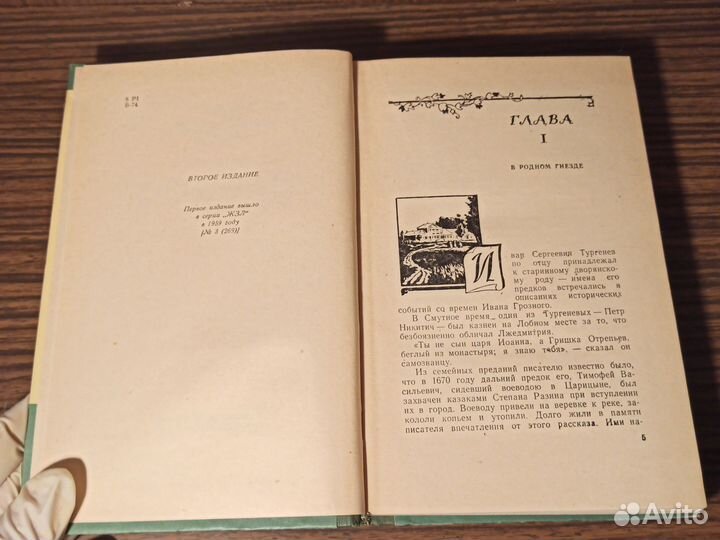 8 Р1
Б-74
ВТОРОЕ ИЗДАНИЕ
Первое издание вышло
в серии „ЖЗЛ“
в 1959 году
[№ 3 (269)]
ГЛАВА
I
В РОДНОМ ГНЕЗДЕ
Иван Сергеевич Тургенев
по отцу принадлежал
к старинному дворянско-
му роду — имена его
предков встречались в
описаниях исторических
событий со времен Ивана Грозного.
В Смутное время один из Тургеневых — Петр
Никитич — был казнен на Лобном месте за то, что
безбоязненно обличал Лжедмитрия.
«Ты не сын царя Иоанна, а Гришка Отрепьев,
беглый из монастыря; я знаю тебя», — сказал он
самозванцу.
Из семейных преданий писателю известно было,
что в 1670 году дальний предок его, Тимофей Ва-
сильевич, сидевший воеводою в Царицыне, был
захвачен казаками Степана Разина при вступлении
их в город. Воеводу привели на веревке к реке, за-
кололи копьем и утопили. Долго жили в памяти
писателя впечатления от этого рассказа. Ими на-
5
Avito